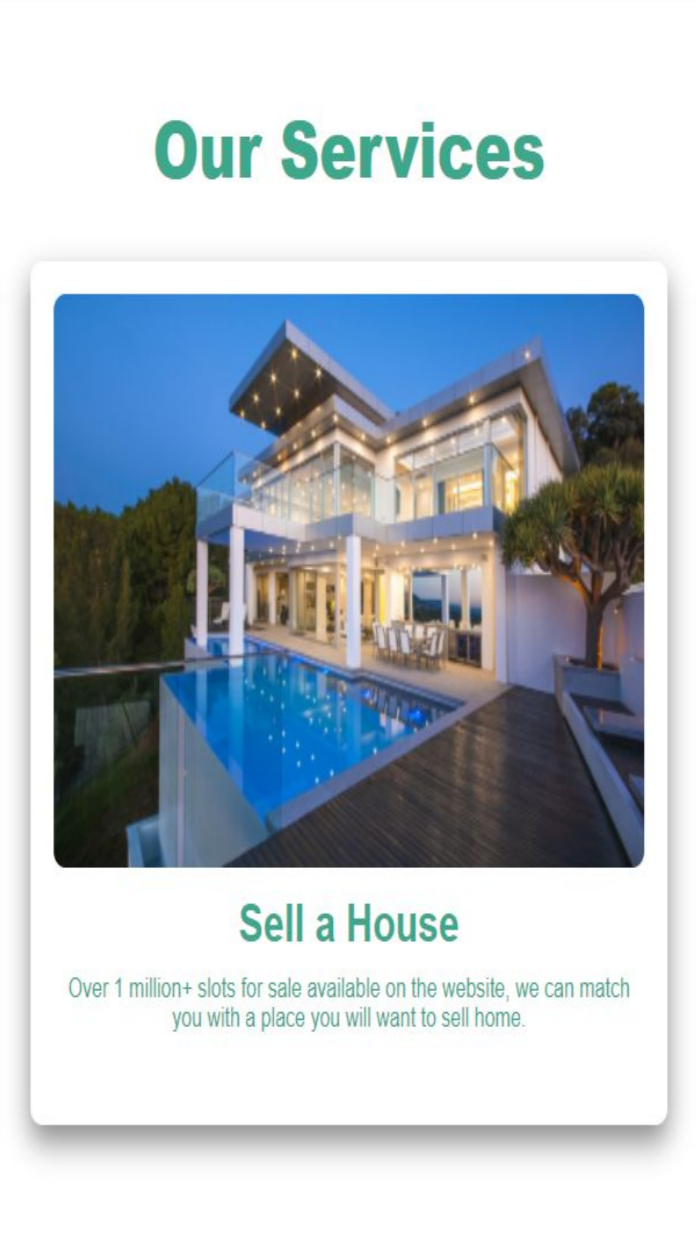 Our Services
Sell a House
Over 1 million+ slots for sale available on the website, we can match
you with a place you will want to sell home.